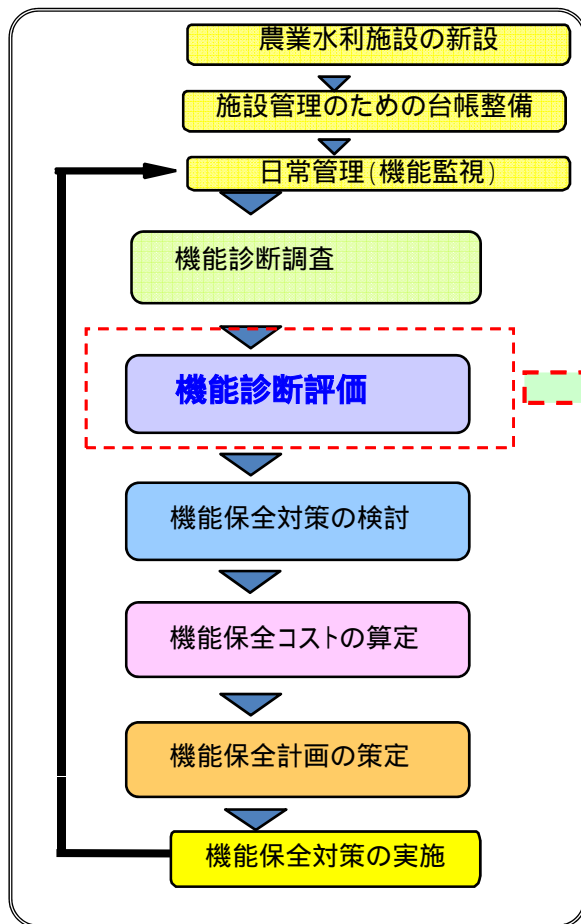 農業水利施設の新設
施設管理のための台帳整備
日常管理(機能監視)
機能診断調査
機能診断評価
機能保全対策の検討
機能保全コストの算定
機能保全計画の策定
機能保全対策の実施